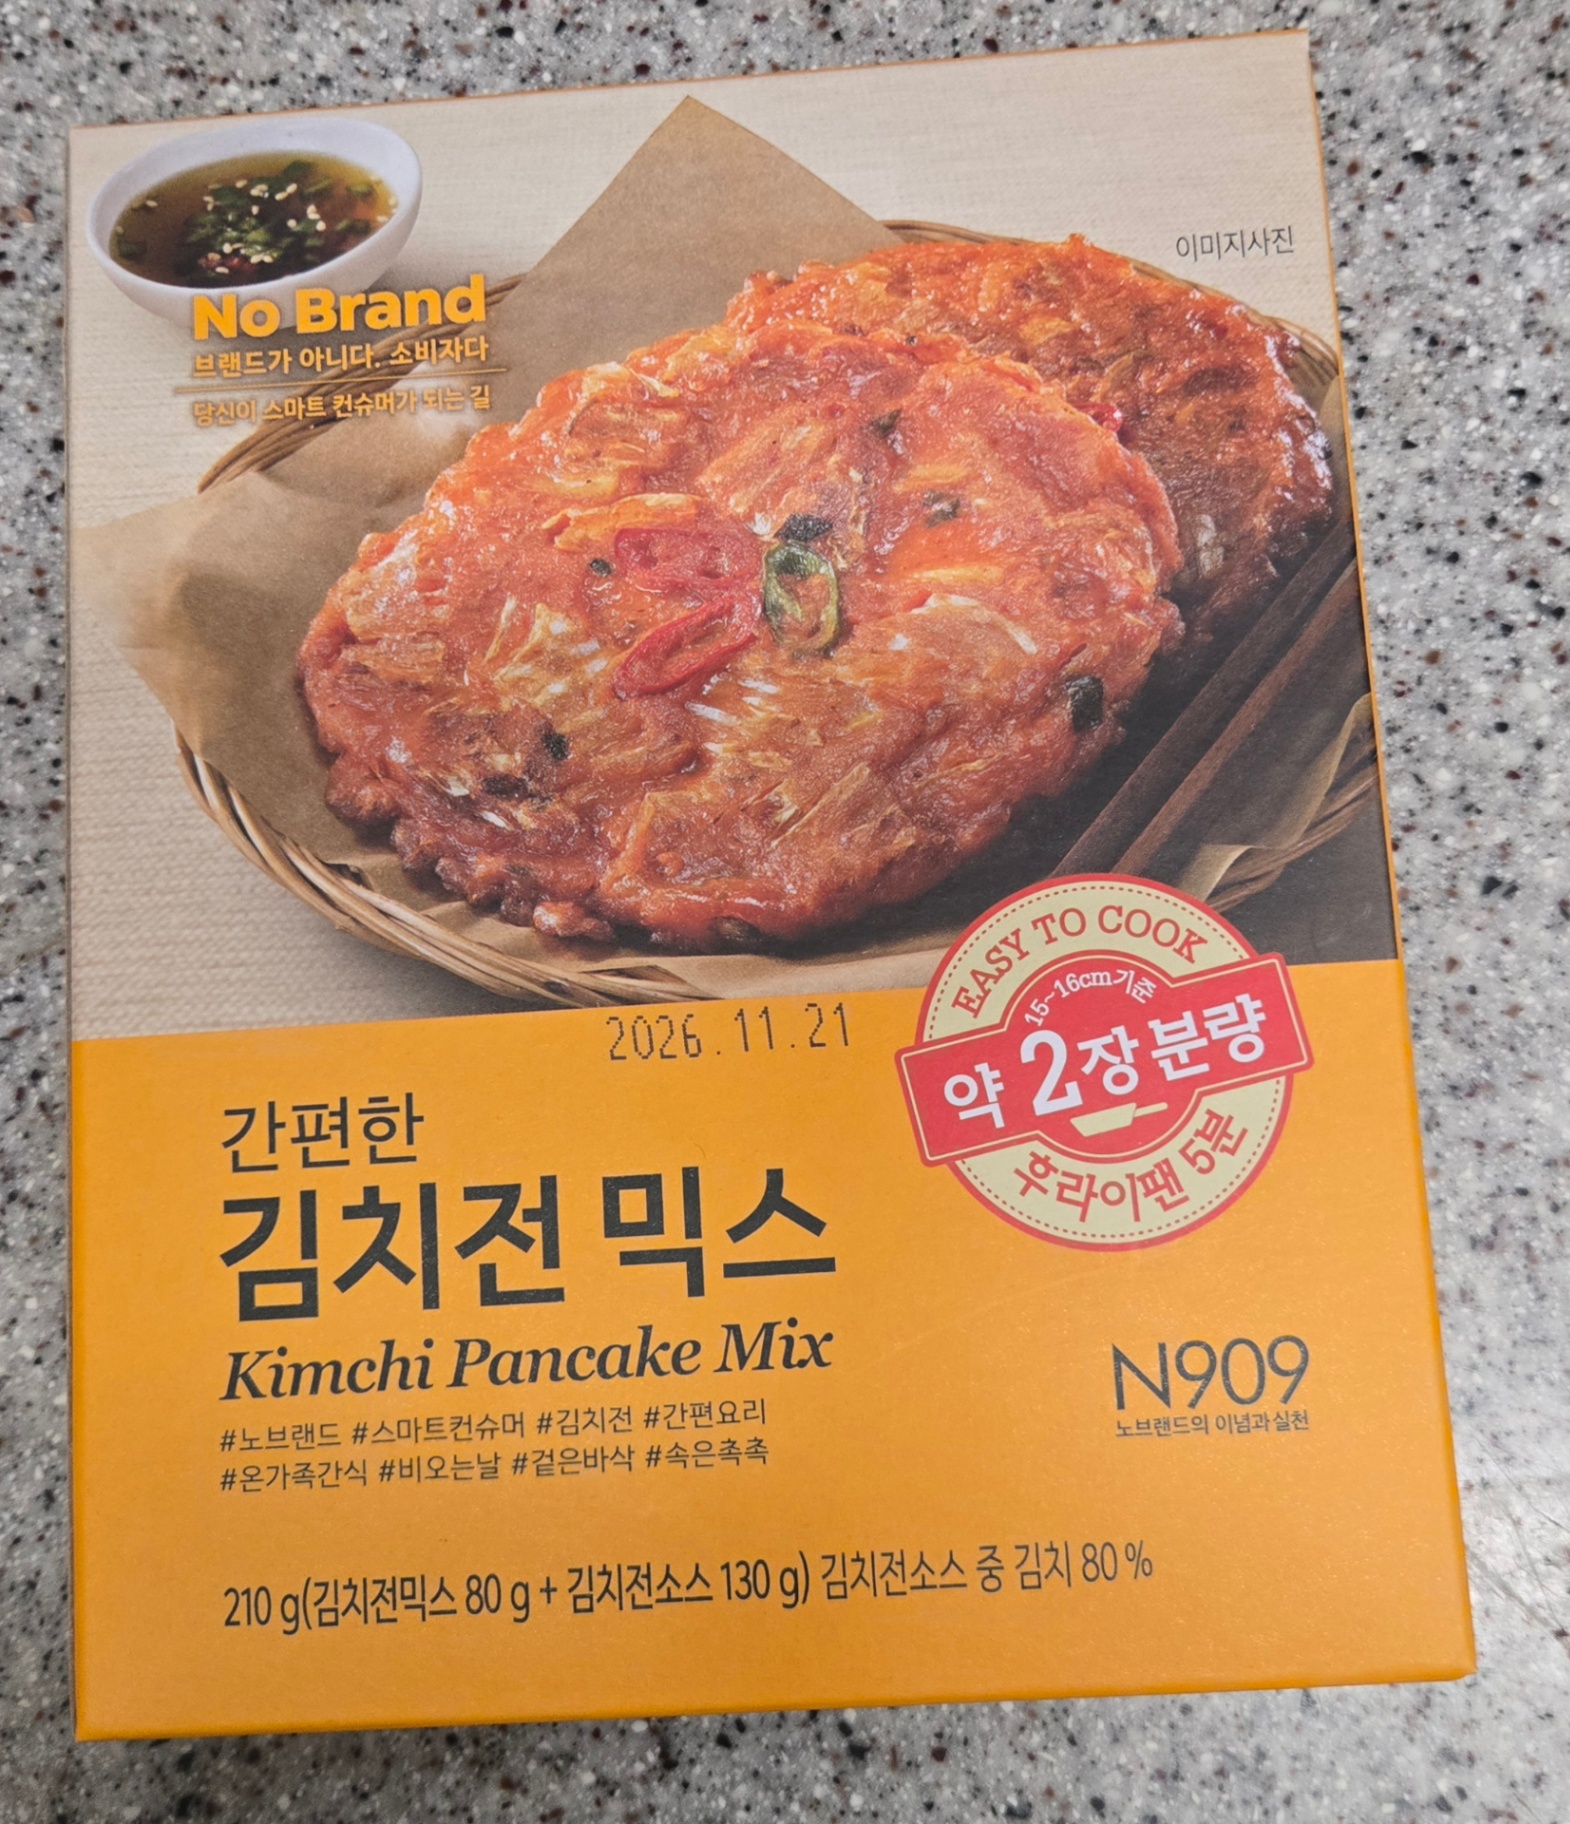 이미지사진
No Brand
브랜드가 아니다. 소비자다
당신이 스마트 컨슈머가 되는 길
EASY TO COOK
15~16cm기준
약 2장 분량
후라이팬 5분
2026.11.21
간편한
김치전 믹스
Kimchi Pancake Mix
#노브랜드 #스마트컨슈머 #김치전 #간편요리
#온가족간식 #비오는날 #겉은바삭 #속은촉촉
N909
노브랜드의 이념과 실천
210 g(김치전믹스 80 g + 김치전소스 130 g) 김치전소스 중 김치 80 %